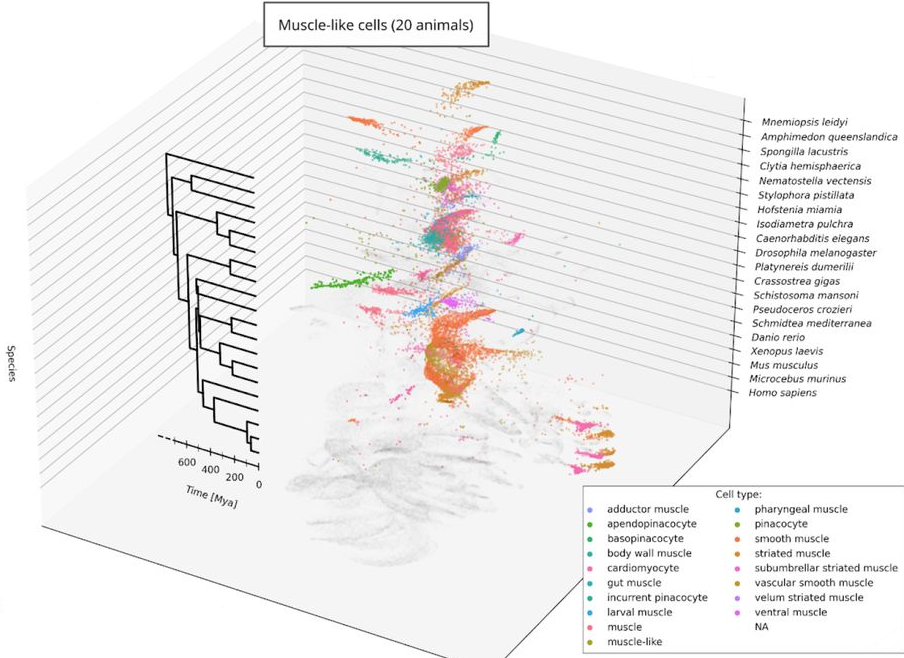 Muscle-like cells (20 animals)
Mnemiopsis leidyi
Amphimedon queenslandica
Spongilla lacustris
Clytia hemisphaerica
Nematostella vectensis
Stylophora pistillata
Hofstenia miamia
Isodiametra pulchra
Caenorhabditis elegans
Drosophila melanogaster
Platynereis dumerilii
Crassostrea gigas
Schistosoma mansoni
Pseudoceros crozieri
Schmidtea mediterranea
Danio rerio
Xenopus laevis
Mus musculus
Microcebus murinus
Homo sapiens
Species
600 400 200 0
Time [Mya]
Cell type:
adductor muscle
apendopinacocyte
basopinacocyte
body wall muscle
cardiomyocyte
gut muscle
incurrent pinacocyte
larval muscle
muscle
muscle-like
pharyngeal muscle
pinacocyte
smooth muscle
striated muscle
subumbrellar striated muscle
vascular smooth muscle
velum striated muscle
ventral muscle
NA